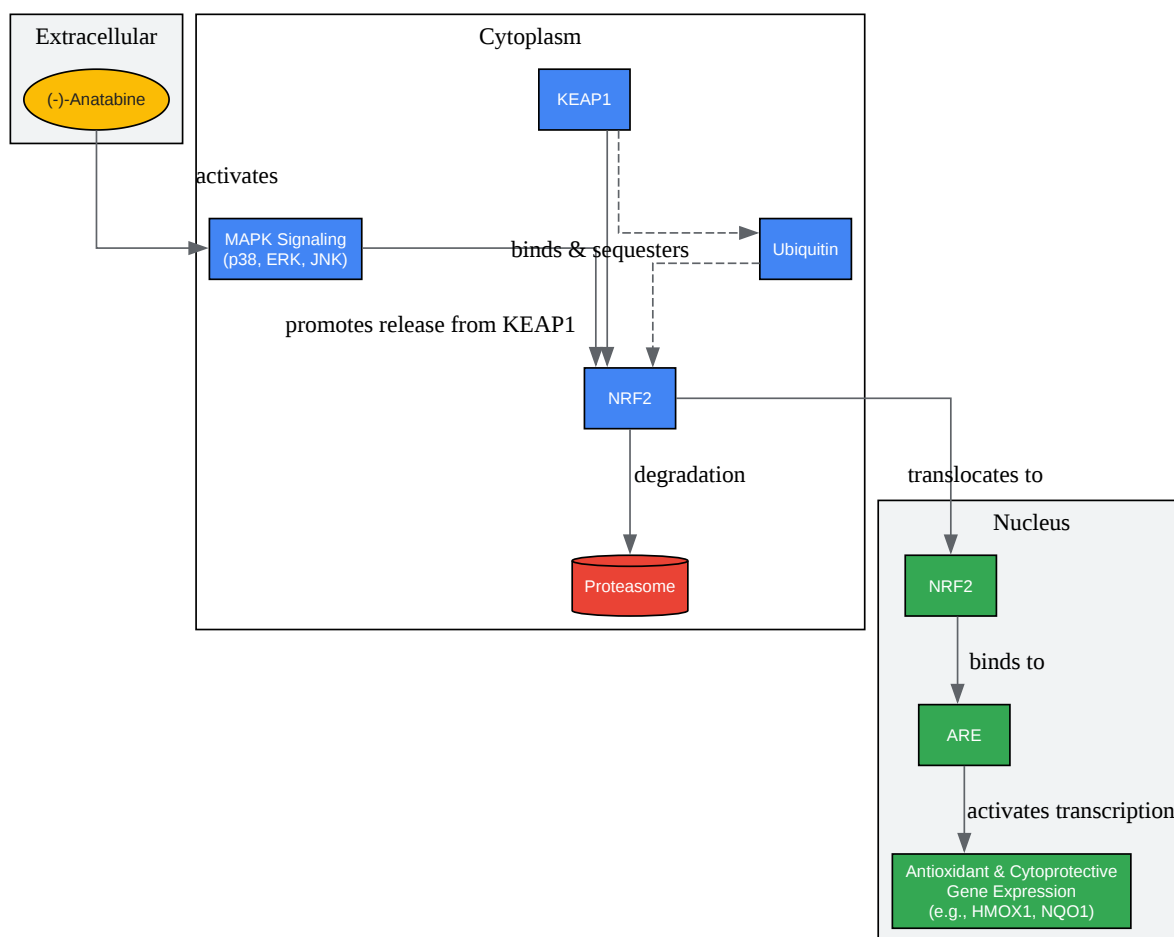 Extracellular
(-)-Anatabine
Cytoplasm
KEAP1
activates
MAPK Signaling
(p38, ERK, JNK)
binds & sequesters
Ubiquitin
promotes release from KEAP1
NRF2
degradation
translocates to
Proteasome
Nucleus
NRF2
binds to
ARE
activates transcription
Antioxidant & Cytoprotective
Gene Expression
(e.g., HMOX1, NQO1)